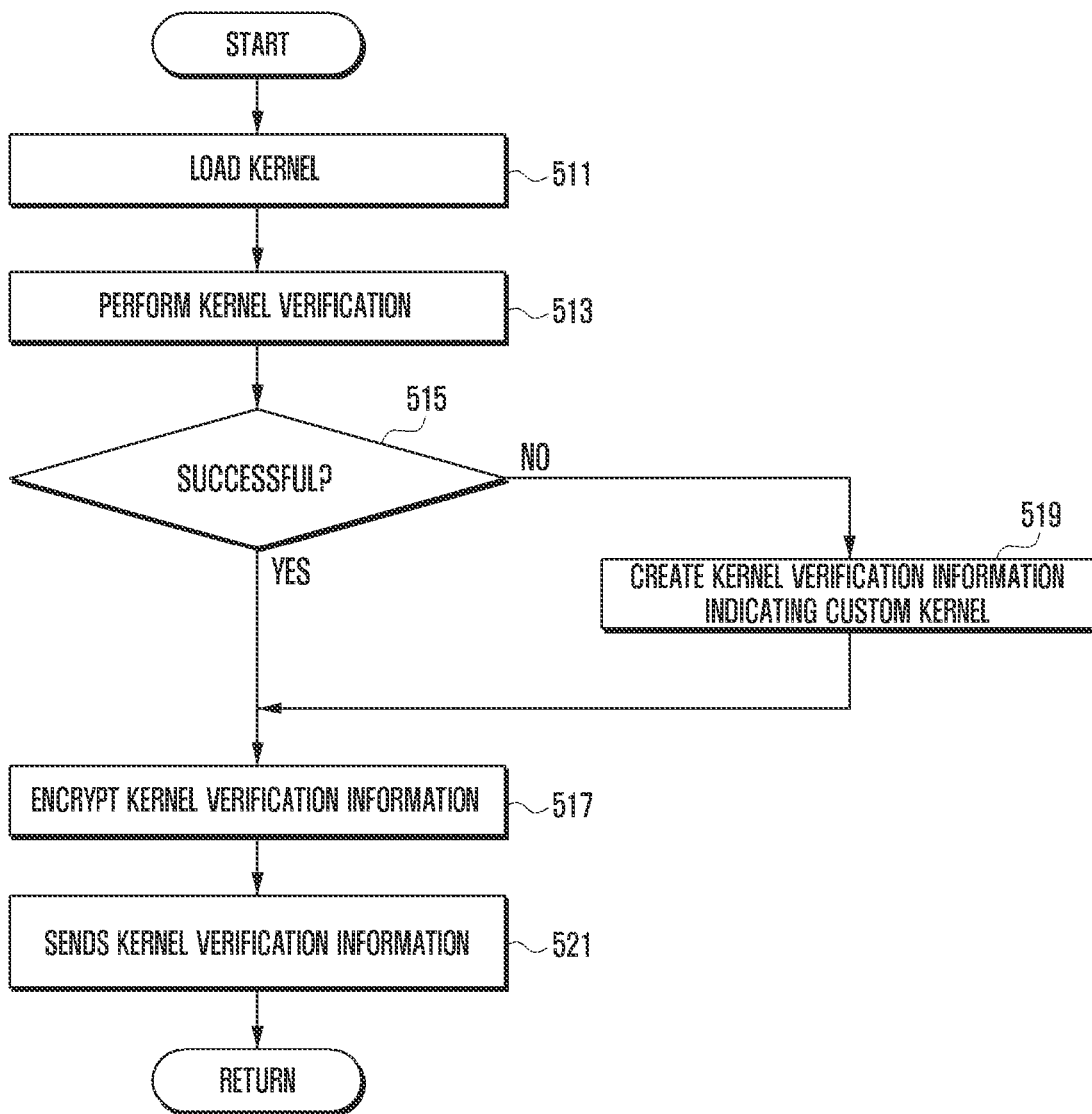 START
LOAD KERNEL
511
PERFORM KERNEL VERIFICATION
513
515
SUCCESSFUL?
NO
YES
519
CREATE KERNEL VERIFICATION INFORMATION
INDICATING CUSTOM KERNEL
ENCRYPT KERNEL VERIFICATION INFORMATION
517
SENDS KERNEL VERIFICATION INFORMATION
521
RETURN